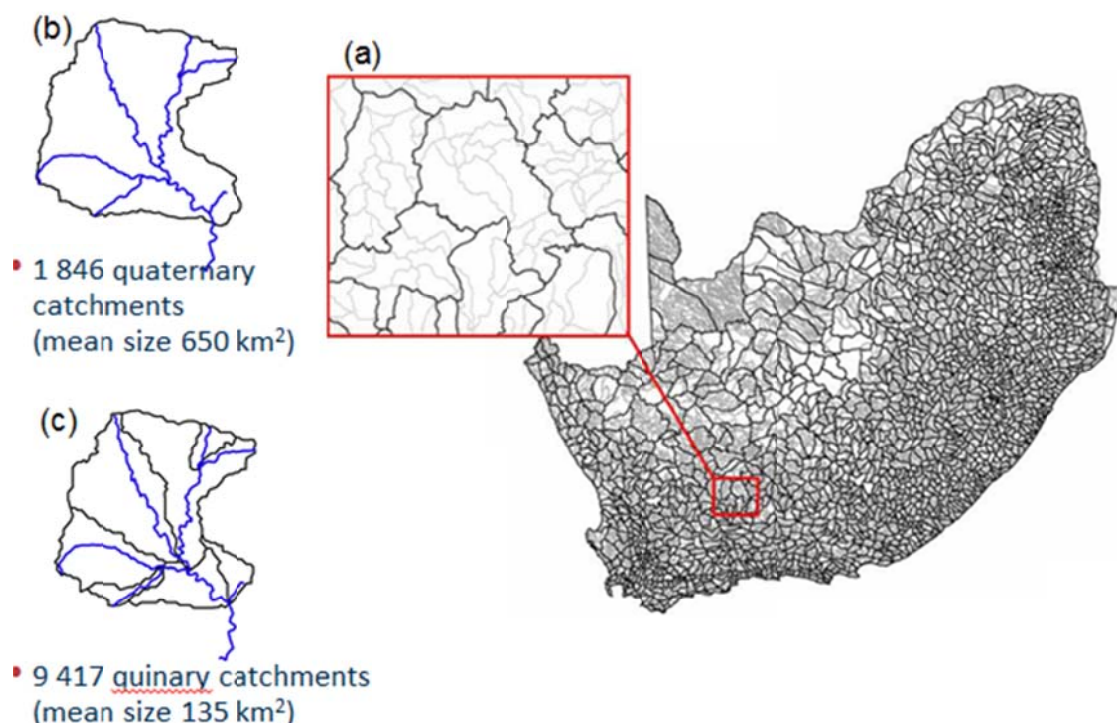 (b)
(a)
• 1 846 quaternary
catchments
(mean size 650 km²)
(c)
• 9 417 quinary catchments
(mean size 135 km²)